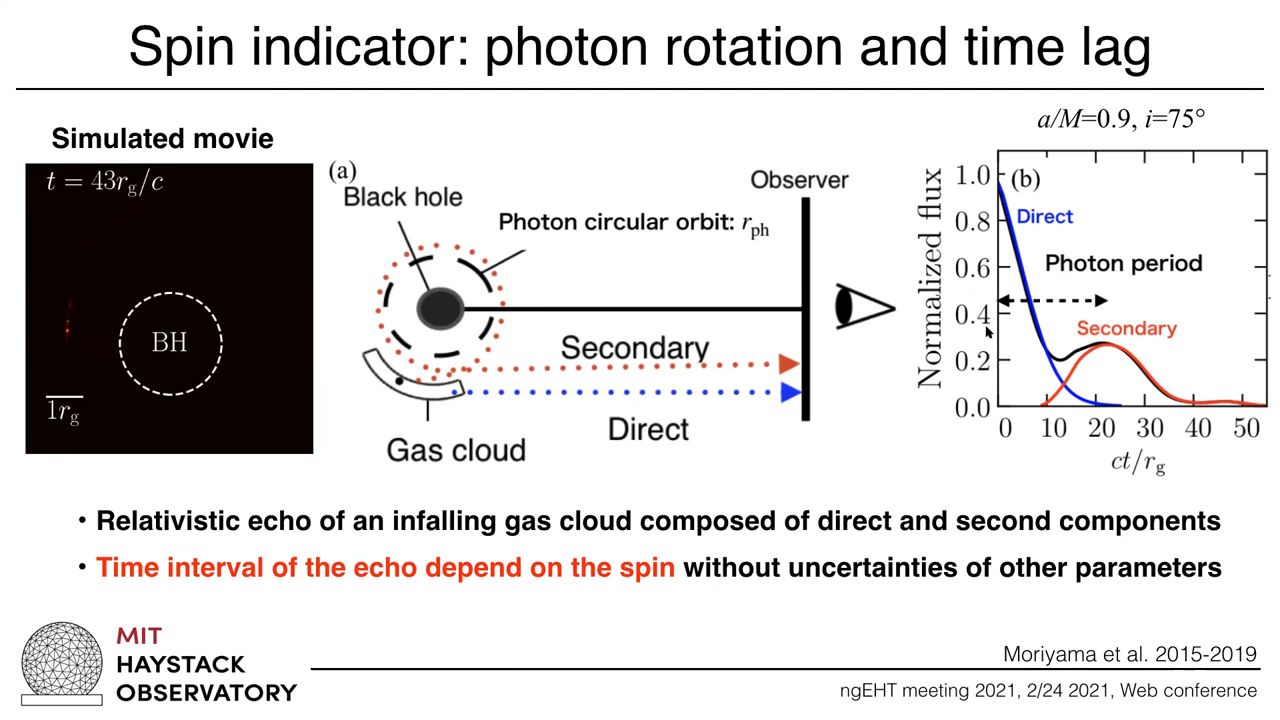 Spin indicator: photon rotation and time lag
Simulated movie
t = 43r_g/c
BH
1r_g
(a)
Black hole
Photon circular orbit: r_ph
Observer
Secondary
Direct
Gas cloud
a/M=0.9, i=75°
(b)
Normalized flux
1.0
0.8
0.6
0.4
0.2
0.0
Direct
Photon period
Secondary
0 10 20 30 40 50
ct/r_g
• Relativistic echo of an infalling gas cloud composed of direct and second components
• Time interval of the echo depend on the spin without uncertainties of other parameters
MIT
HAYSTACK
OBSERVATORY
Moriyama et al. 2015-2019
ngEHT meeting 2021, 2/24 2021, Web conference